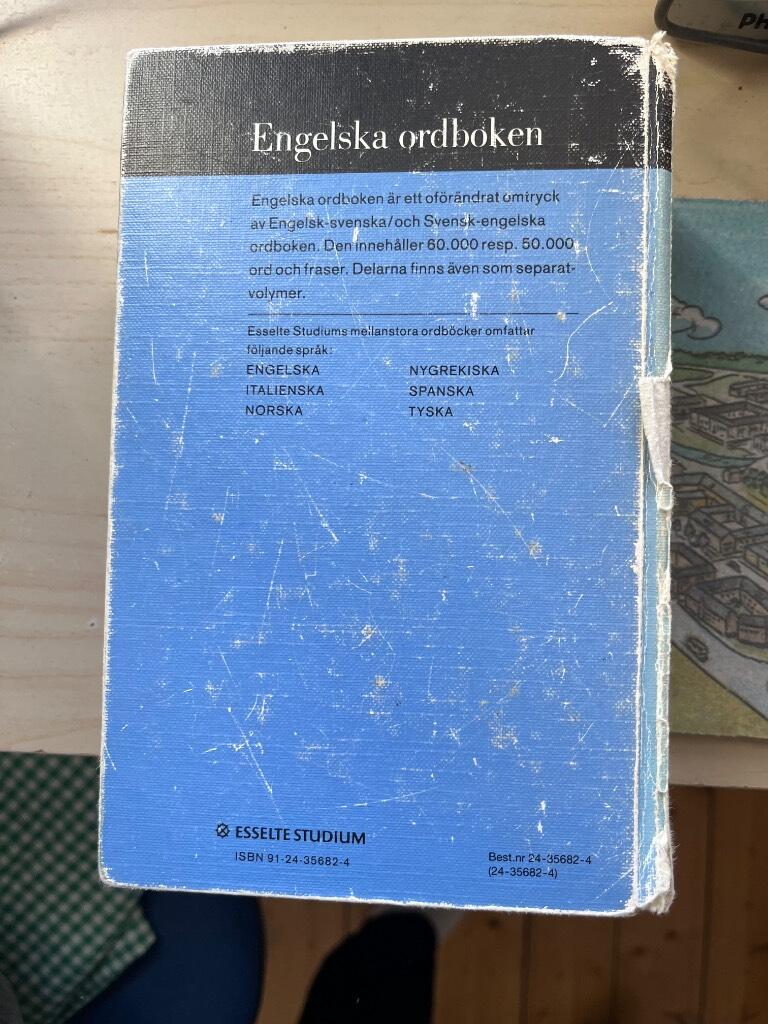 PH
Engelska ordboken
Engelska ordboken är ett oförändrat omtryck
av Engelsk-svenska/och Svensk-engelska
ordboken. Den innehåller 60.000 resp. 50.000
ord och fraser. Delarna finns även som separat-
volymer.
Esselte Studiums mellanstora ordböcker omfattar
följande språk:
ENGELSKA NYGREKISKA
ITALIENSKA SPANSKA
NORSKA TYSKA
ESSELTE STUDIUM
ISBN 91-24-35682-4
Best.nr 24-35682-4
(24-35682-4)